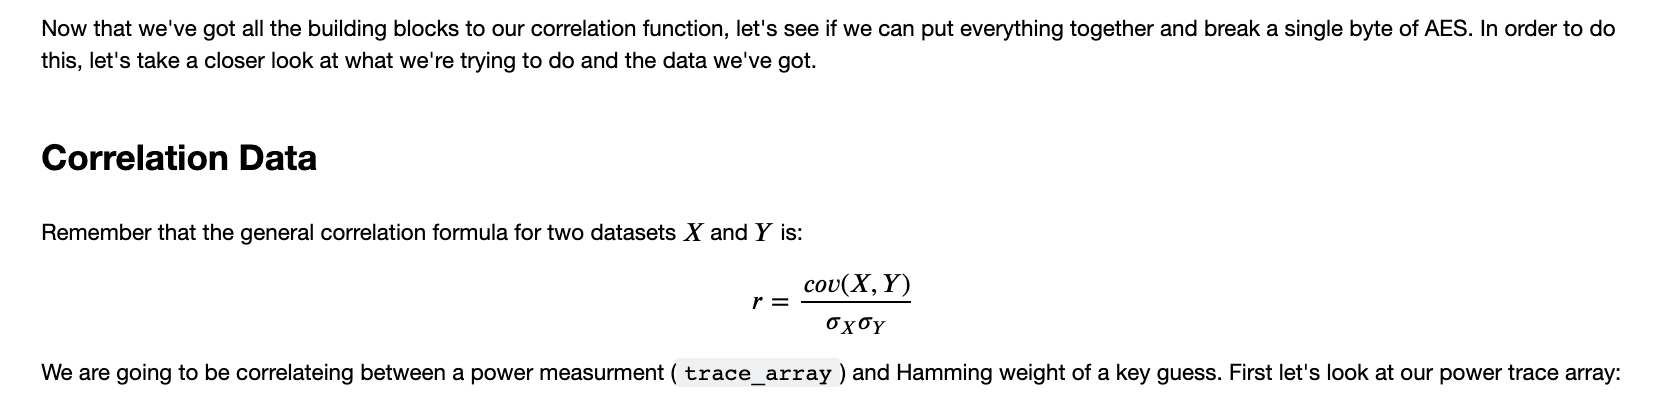 Now that we've got all the building blocks to our correlation function, let's see if we can put everything together and break a single byte of AES. In order to do
this, let's take a closer look at what we're trying to do and the data we've got.
Correlation Data
Remember that the general correlation formula for two datasets X and Y is:
r = cov(X, Y) / σ_X σ_Y
We are going to be correlateing between a power measurment ( trace_array ) and Hamming weight of a key guess. First let's look at our power trace array: